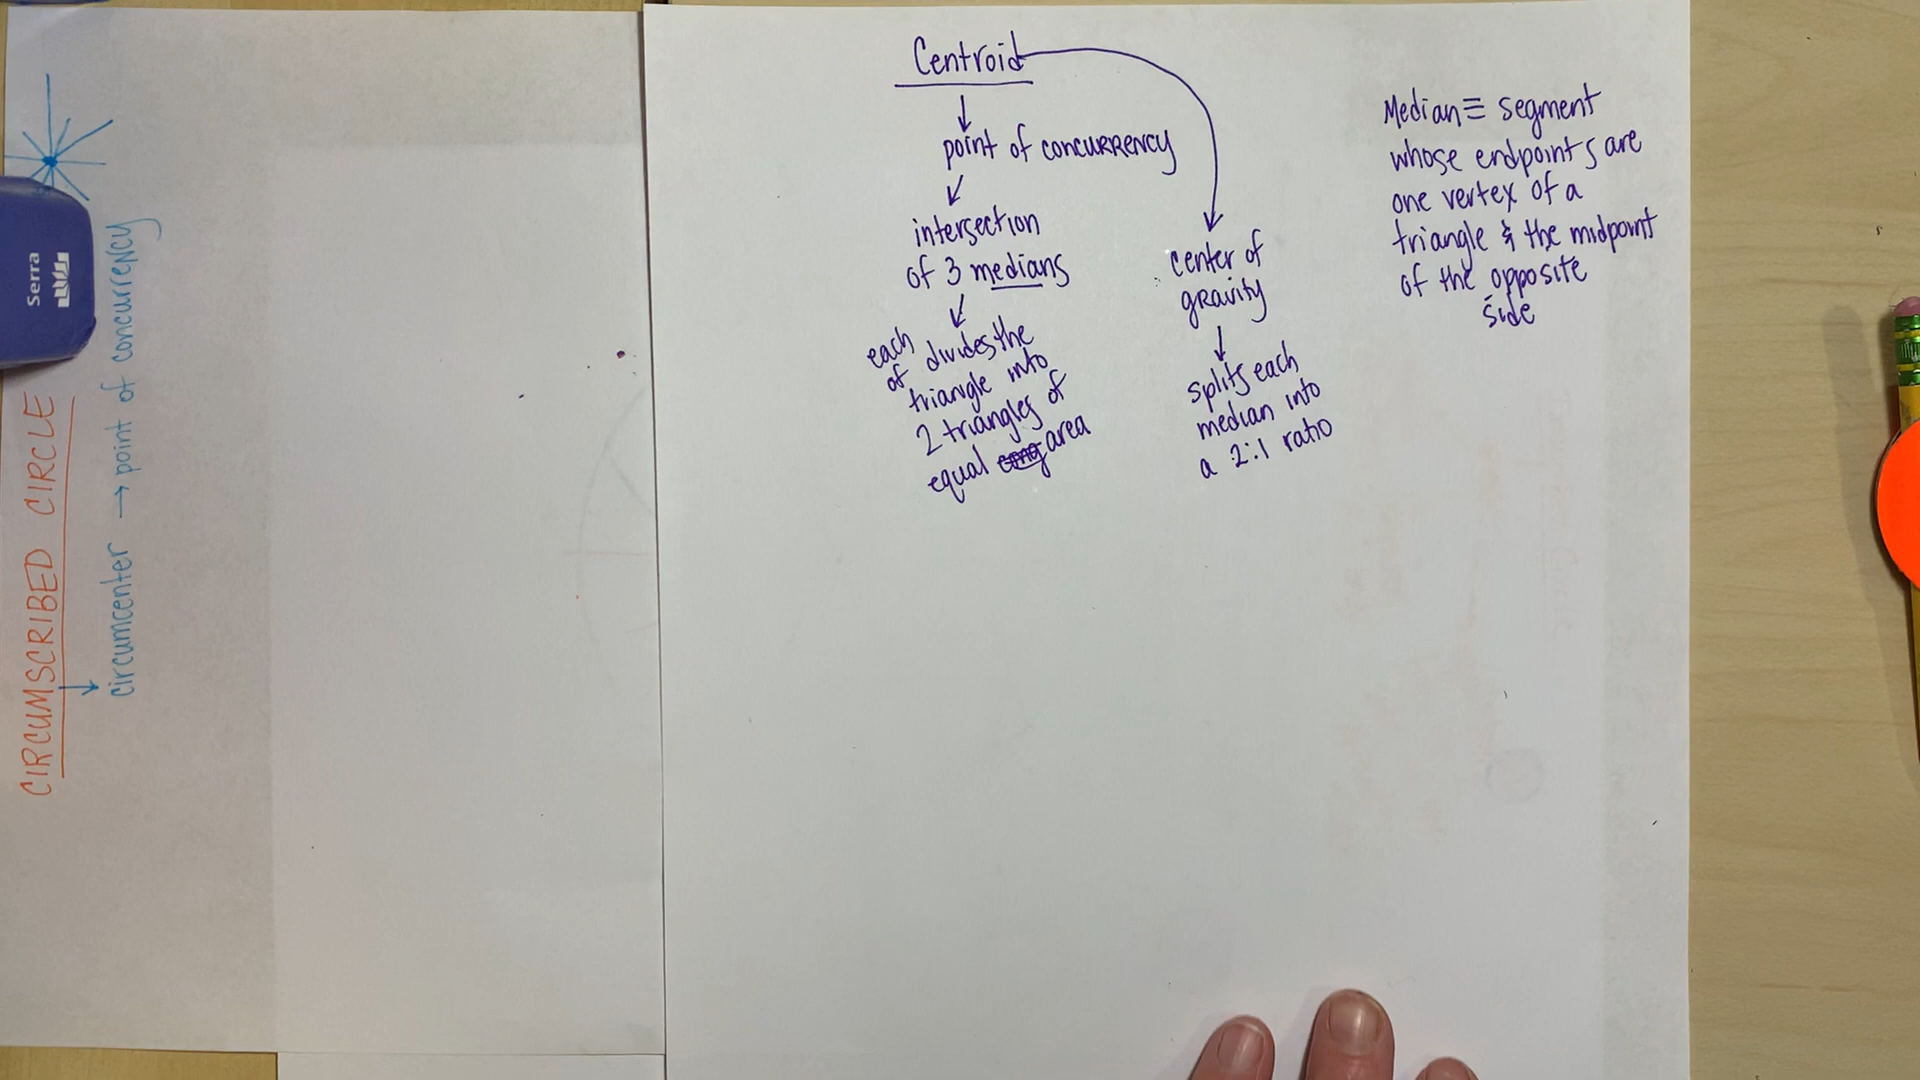 Centroid
point of concurrency
intersection
of 3 medians
each
of divides the
triangle into
2 triangles of
equal area
center of
gravity
splits each
median into
a 2:1 ratio
Median ≡ segment
whose endpoints are
one vertex of a
triangle & the midpoint
of the opposite
side
CIRCUMSCRIBED CIRCLE
circumcenter → point of concurrency
Serra